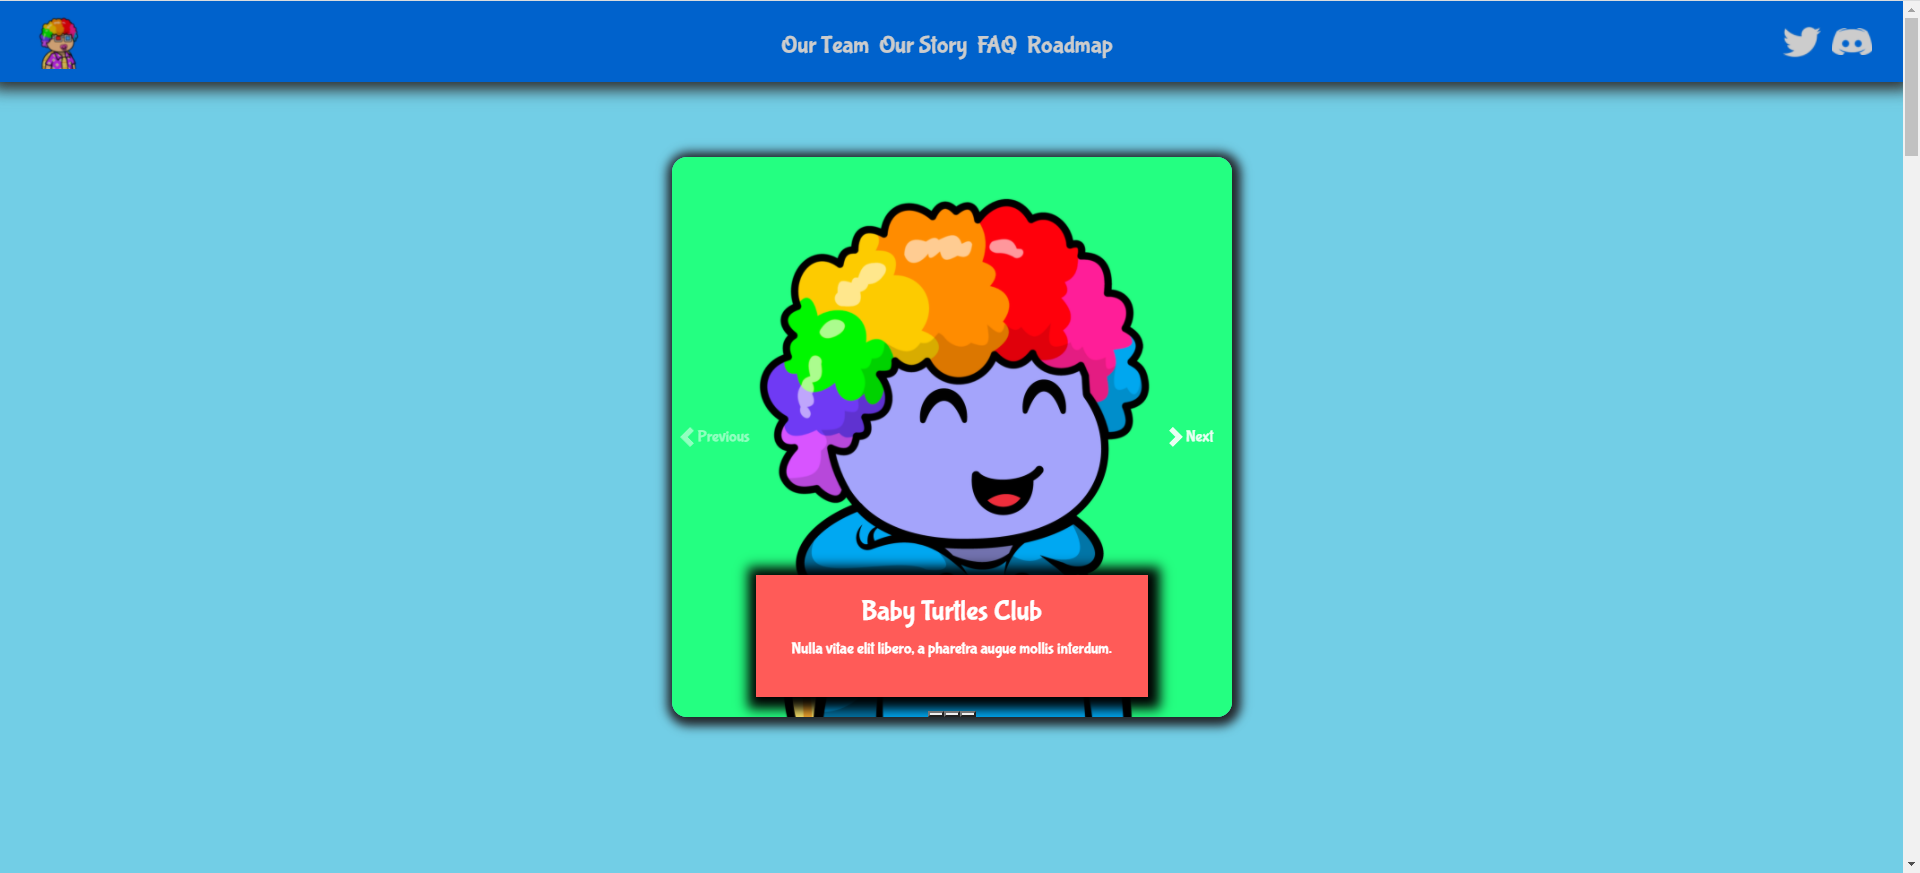 Our Team Our Story FAQ Roadmap
Previous
Next
Baby Turtles Club
Nulla vitae elit libero, a pharetra augue mollis interdum.